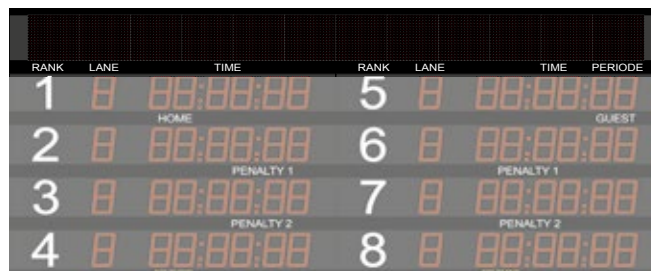 RANK LANE TIME RANK LANE TIME PERIODE
1 8 88:88:88 5 8 88:88:88
HOME GUEST
2 8 88:88:88 6 8 88:88:88
PENALTY 1 PENALTY 1
3 8 88:88:88 7 8 88:88:88
PENALTY 2 PENALTY 2
4 8 88:88:88 8 8 88:88:88